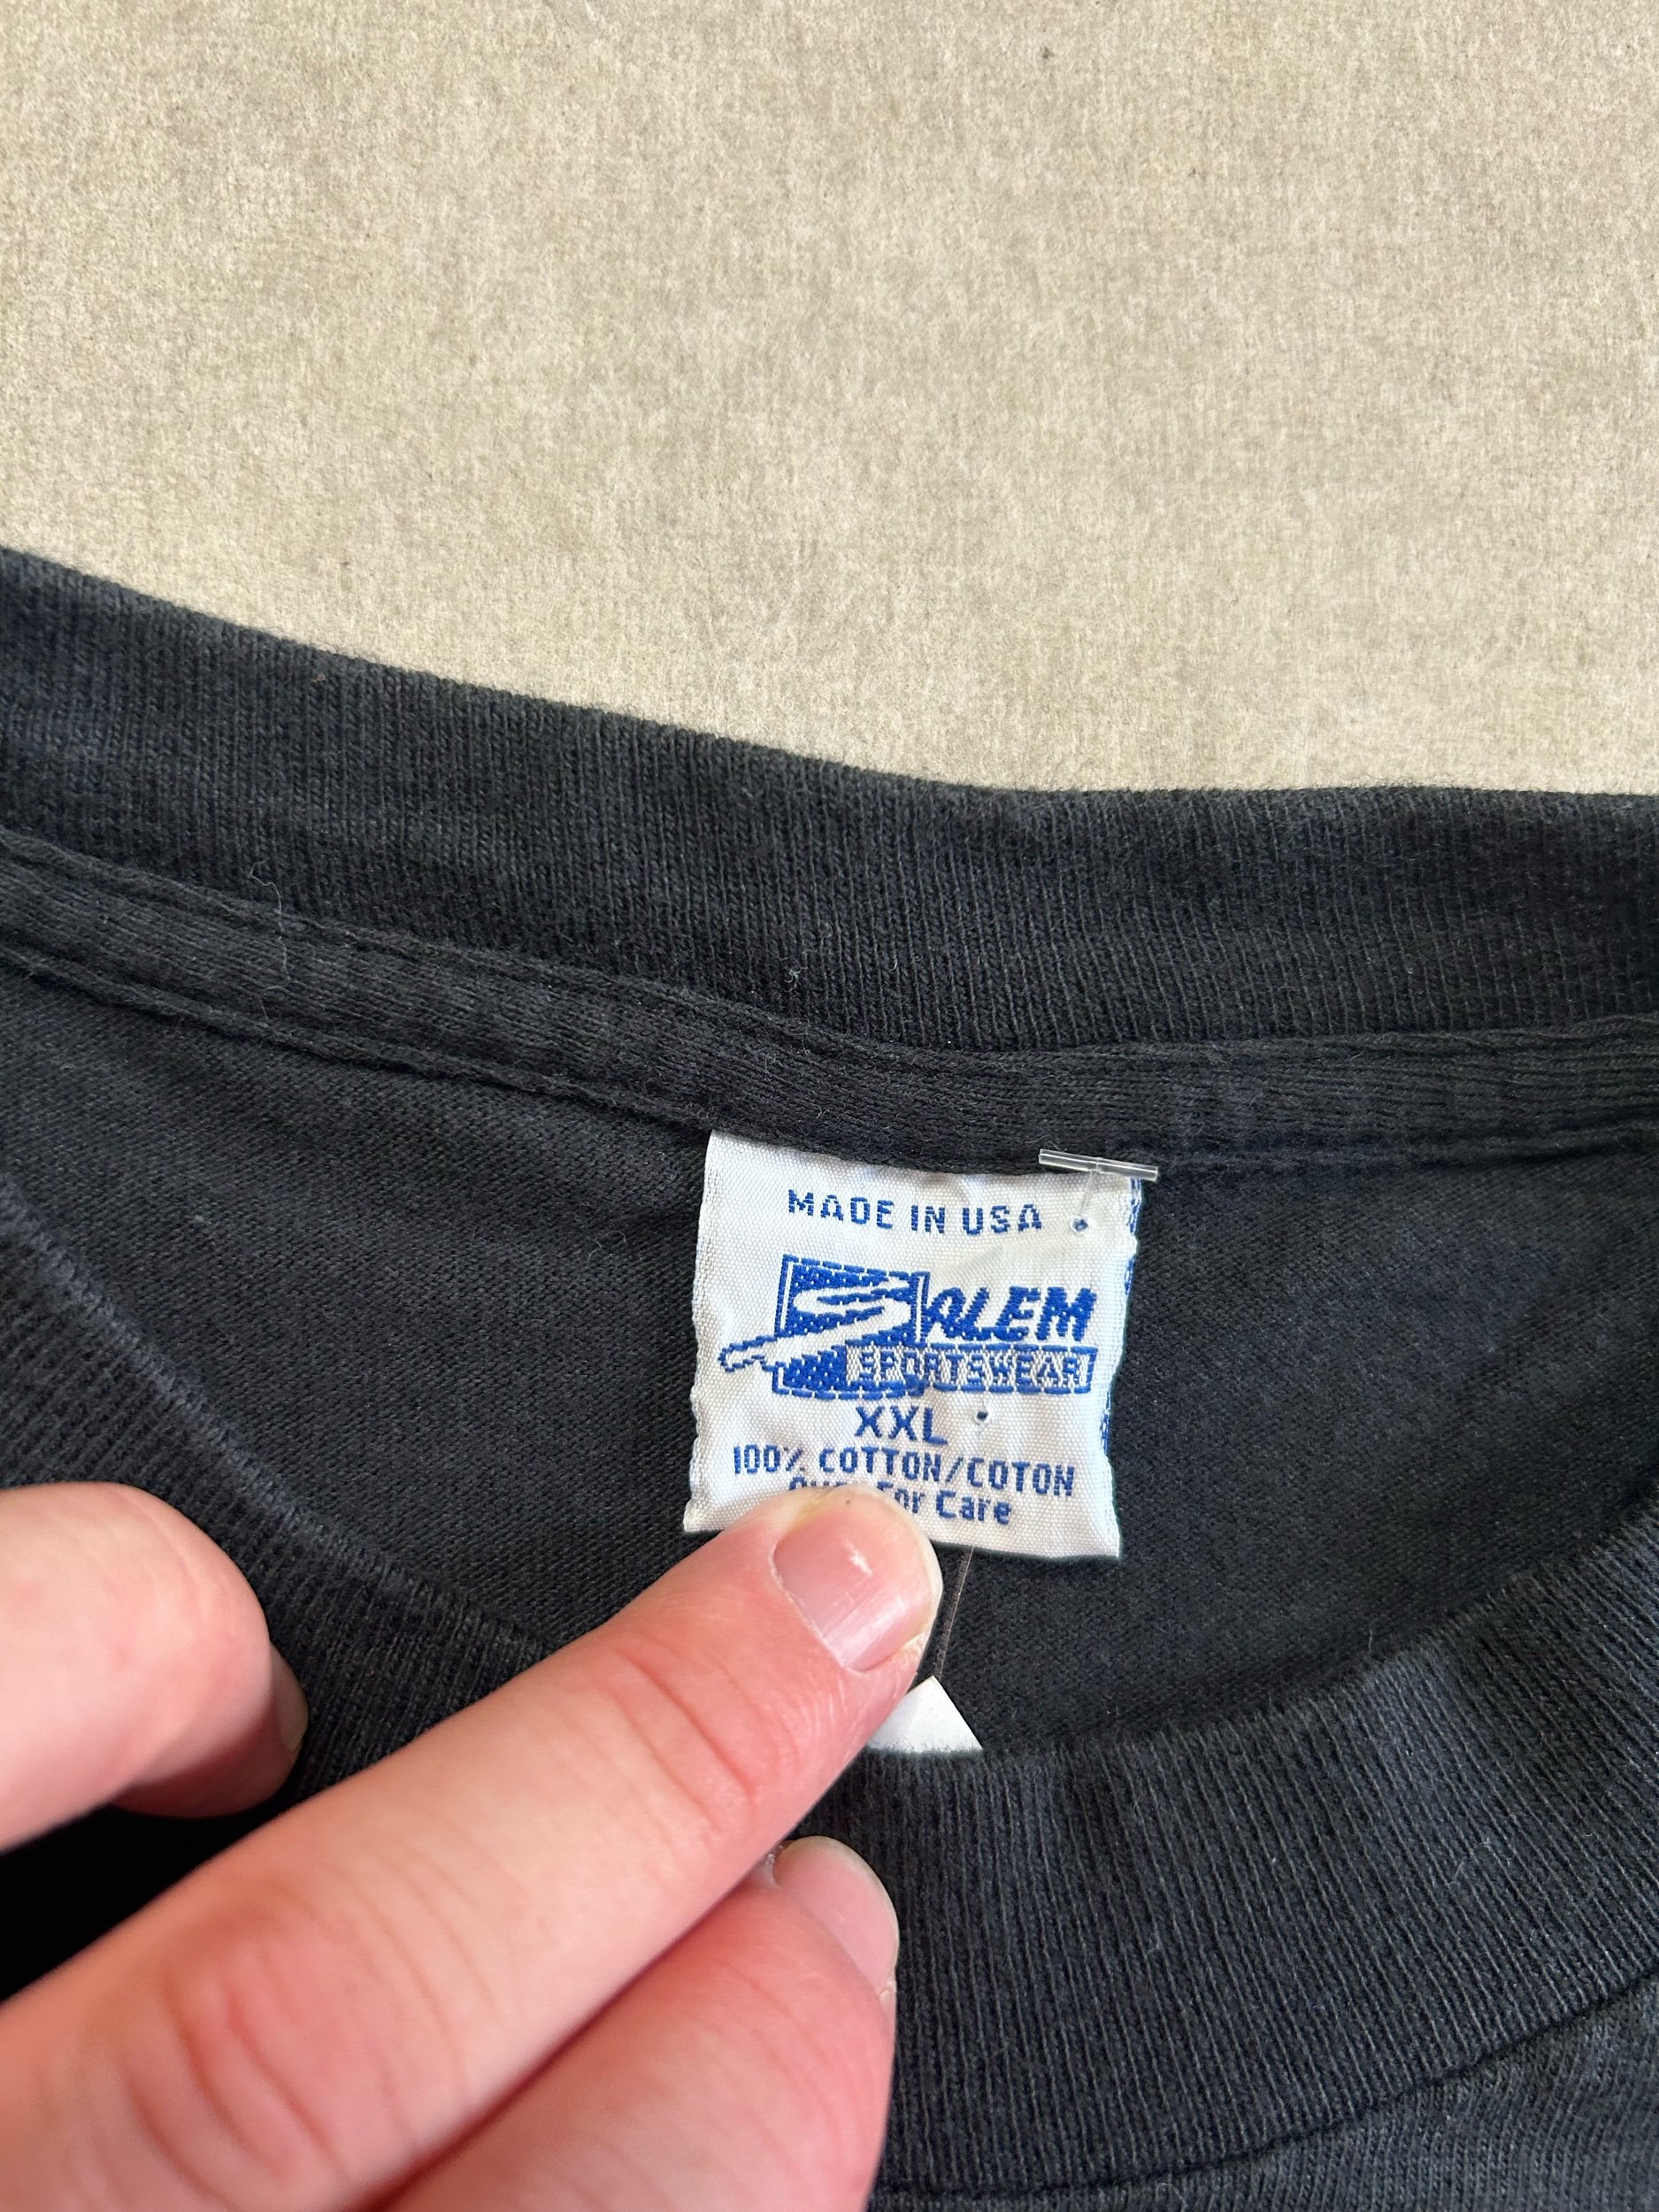 MADE IN USA
SALEM
SPORTSWEAR
XXL
100% COTTON/COTON
For Care